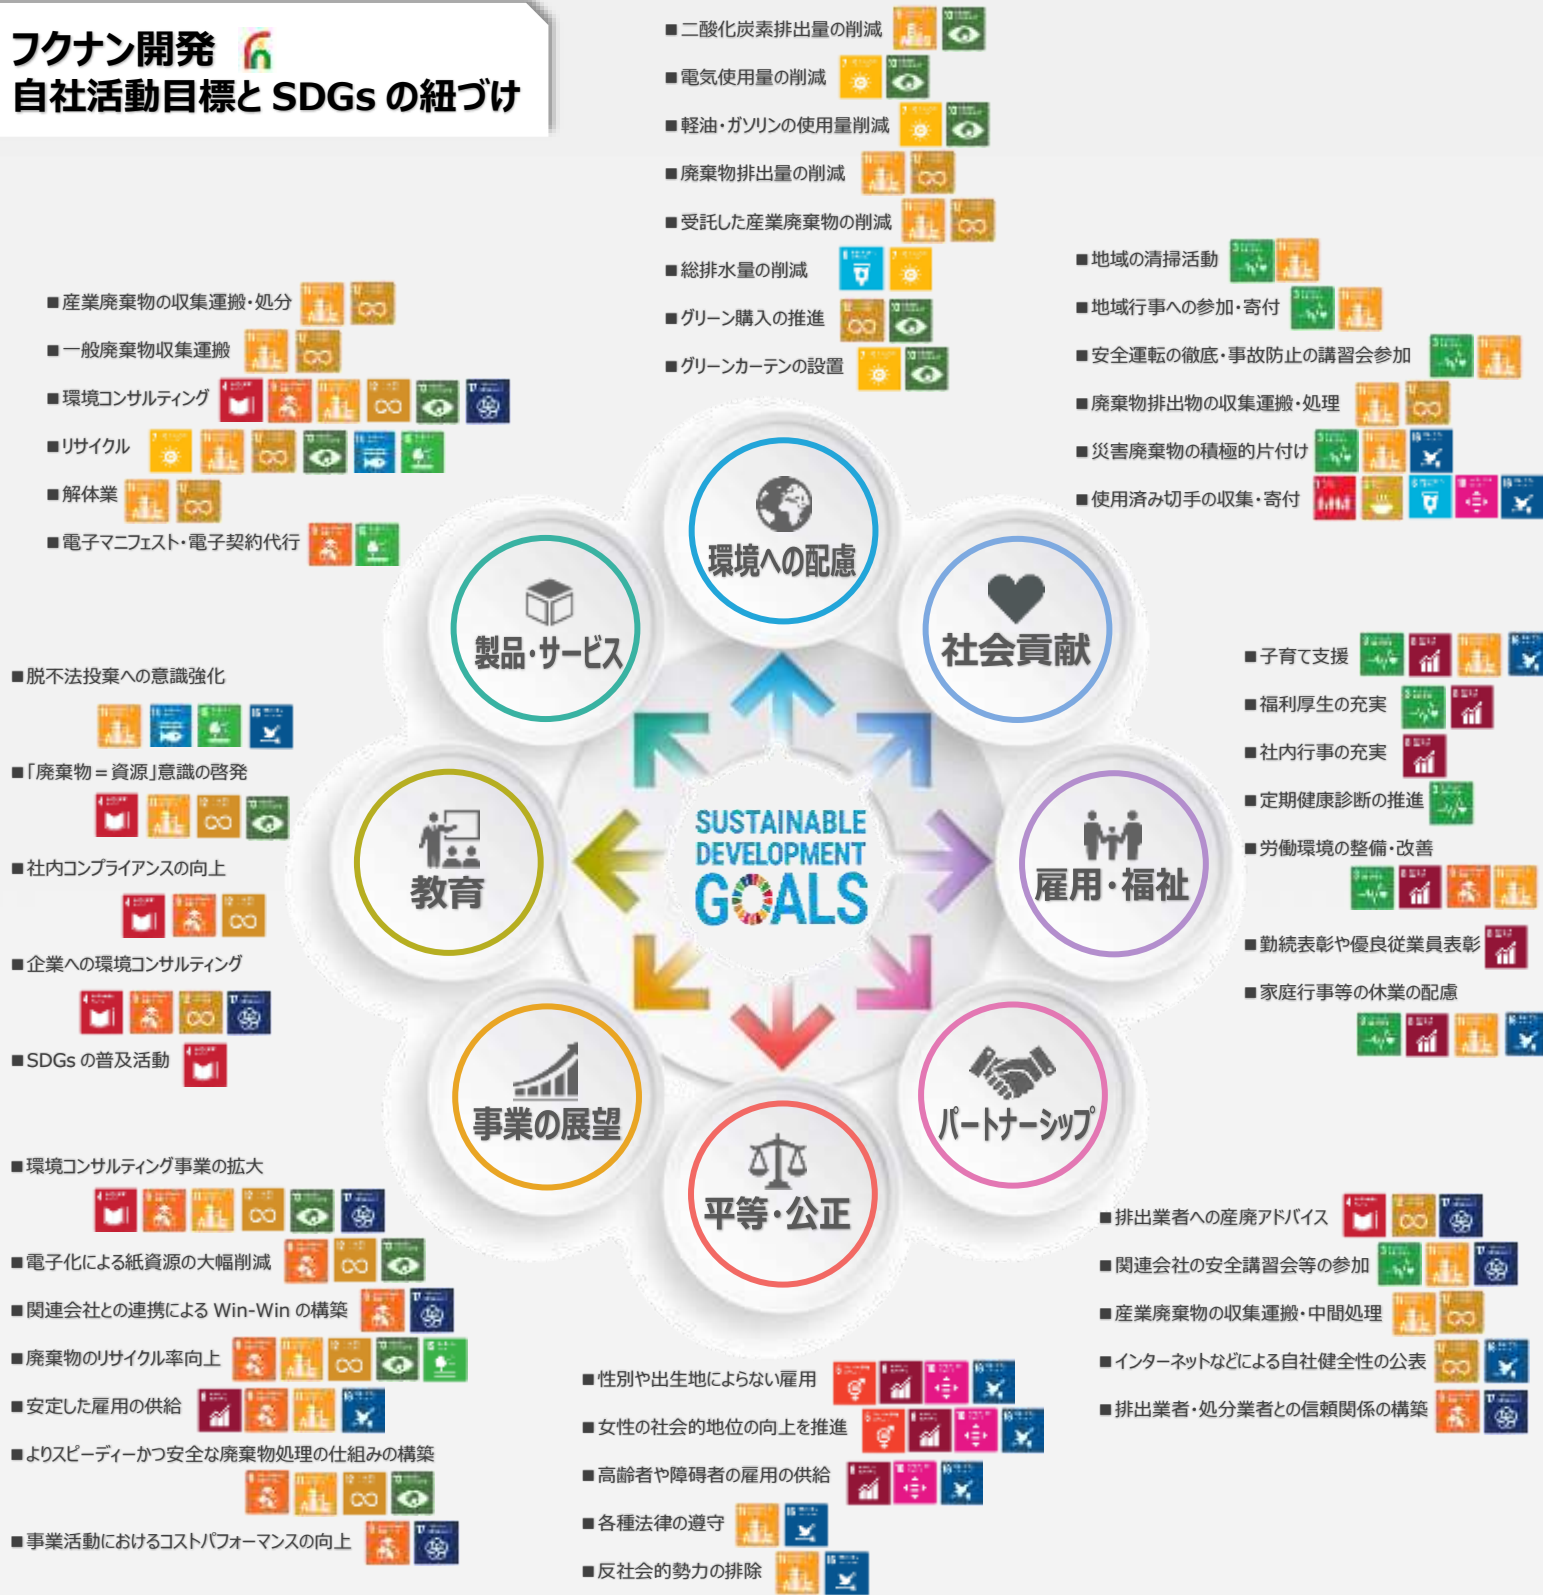 フクナン開発
自社活動目標と SDGs の紐づけ
■二酸化炭素排出量の削減
■電気使用量の削減
■軽油・ガソリンの使用量削減
■廃棄物排出量の削減
■受託した産業廃棄物の削減
■総排水量の削減
■グリーン購入の推進
■グリーンカーテンの設置
■産業廃棄物の収集運搬・処分
■一般廃棄物収集運搬
■環境コンサルティング
■リサイクル
■解体業
■電子マニフェスト・電子契約代行
■地域の清掃活動
■地域行事への参加・寄付
■安全運転の徹底・事故防止の講習会参加
■廃棄物排出物の収集運搬・処理
■災害廃棄物の積極的片付け
■使用済み切手の収集・寄付
環境への配慮
製品・サービス
社会貢献
教育
SUSTAINABLE
DEVELOPMENT
GOALS
雇用・福祉
事業の展望
パートナーシップ
平等・公正
■脱不法投棄への意識強化
■「廃棄物＝資源」意識の啓発
■社内コンプライアンスの向上
■企業への環境コンサルティング
■SDGs の普及活動
■子育て支援
■福利厚生の充実
■社内行事の充実
■定期健康診断の推進
■労働環境の整備・改善
■勤続表彰や優良従業員表彰
■家庭行事等の休業の配慮
■環境コンサルティング事業の拡大
■電子化による紙資源の大幅削減
■関連会社との連携による Win-Win の構築
■廃棄物のリサイクル率向上
■安定した雇用の供給
■よりスピーディーかつ安全な廃棄物処理の仕組みの構築
■事業活動におけるコストパフォーマンスの向上
■性別や出生地によらない雇用
■女性の社会的地位の向上を推進
■高齢者や障碍者の雇用の供給
■各種法律の遵守
■反社会的勢力の排除
■排出業者への産廃アドバイス
■関連会社の安全講習会等の参加
■産業廃棄物の収集運搬・中間処理
■インターネットなどによる自社健全性の公表
■排出業者・処分業者との信頼関係の構築